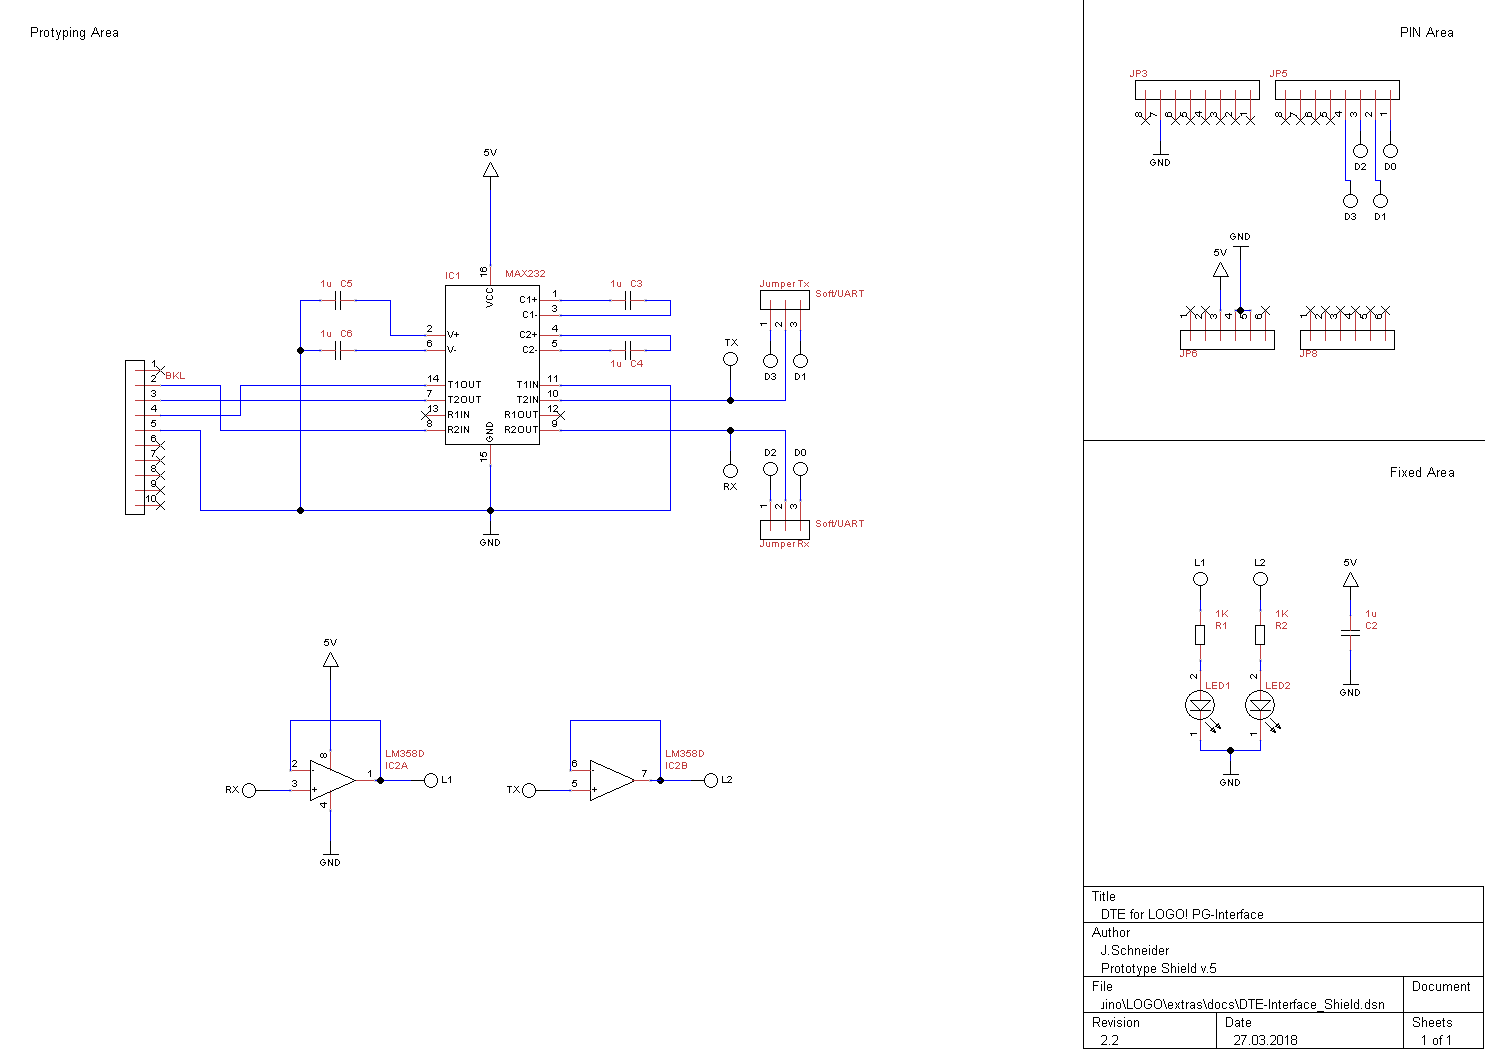 Protyping Area
PIN Area
JP3
JP5
8 7 6 5 4 3 2 1
8 7 6 5 4 3 2 1
GND
D2 D0
D3 D1
GND
5V
1 2 3 4 5 6
1 2 3 4 5 6
JP6
JP8
5V
16
IC1
MAX232
VCC
1u C5
1u C3
C1+ 1
C1- 3
2 V+
C2+ 4
1u C6
6 V-
C2- 5
1u C4
14 T1OUT
T1IN 11
7 T2OUT
T2IN 10
13 R1IN
R1OUT 12
8 R2IN
R2OUT 9
GND
15
GND
1
BKL
2
3
4
5
6
7
8
9
10
Jumper Tx
Soft/UART
1 2 3
D3 D1
TX
RX
D2 D0
1 2 3
Soft/UART
Jumper Rx
Fixed Area
L1
L2
5V
1K
R1
1K
R2
1u
C2
2
LED1
1
2
LED2
1
GND
GND
5V
8
LM358D
IC2A
2
-
3
+
1
L1
RX
4
GND
LM358D
IC2B
6
-
5
+
7
L2
TX
Title
DTE for LOGO! PG-Interface
Author
J.Schneider
Prototype Shield v.5
File
Document
uino\LOGO\extras\docs\DTE-Interface_Shield.dsn
Revision
Date
Sheets
2.2
27.03.2018
1 of 1